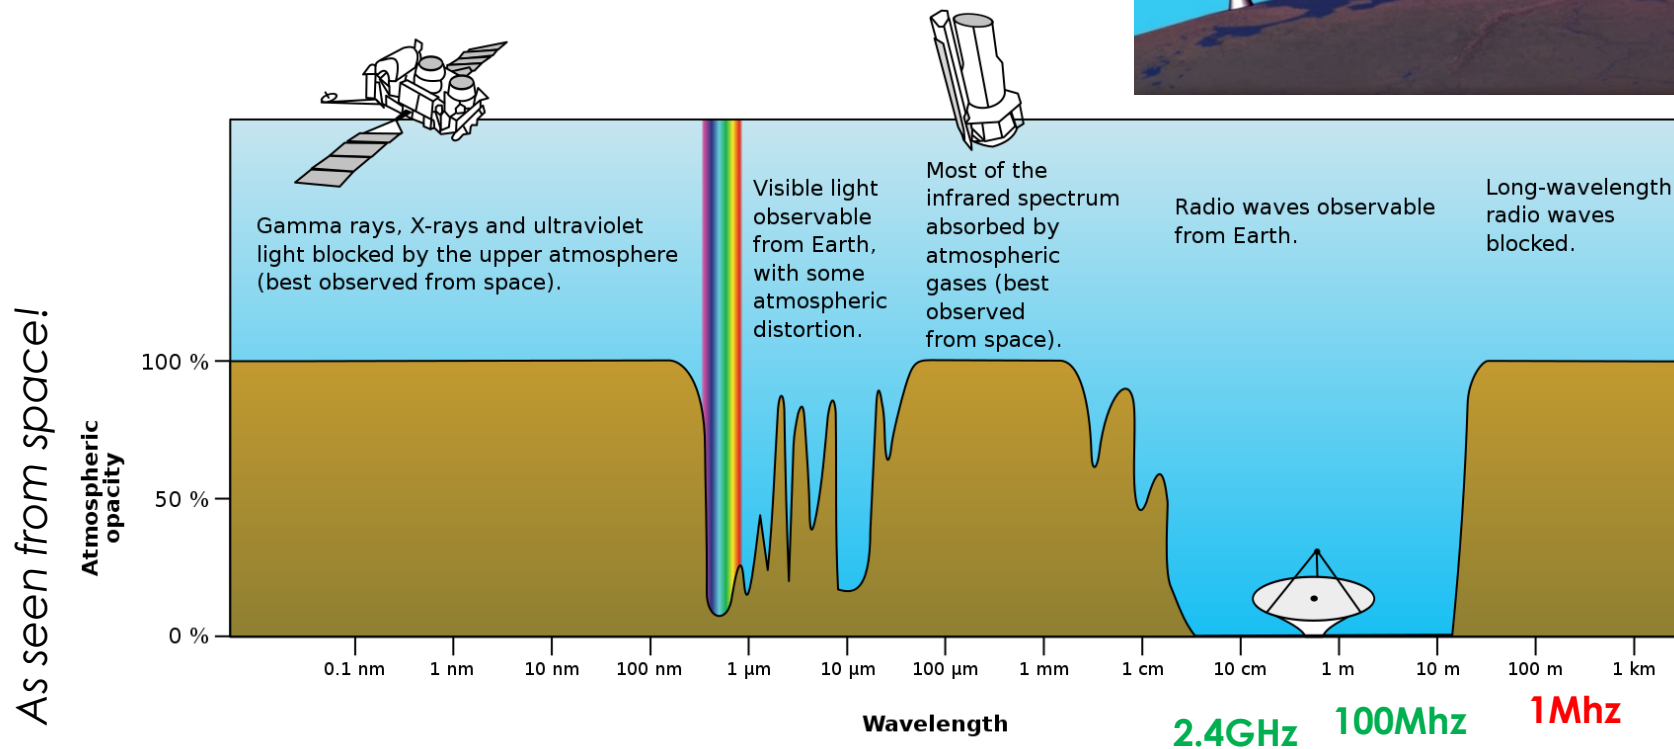 Gamma rays, X-rays and ultraviolet
light blocked by the upper atmosphere
(best observed from space).
Visible light
observable
from Earth,
with some
atmospheric
distortion.
Most of the
infrared spectrum
absorbed by
atmospheric
gases (best
observed
from space).
Radio waves observable
from Earth.
Long-wavelength
radio waves
blocked.
As seen from space!
Atmospheric
opacity
100 %
50 %
0 %
0.1 nm 1 nm 10 nm 100 nm 1 µm 10 µm 100 µm 1 mm 1 cm 10 cm 1 m 10 m 100 m 1 km
Wavelength
2.4GHz 100Mhz 1Mhz